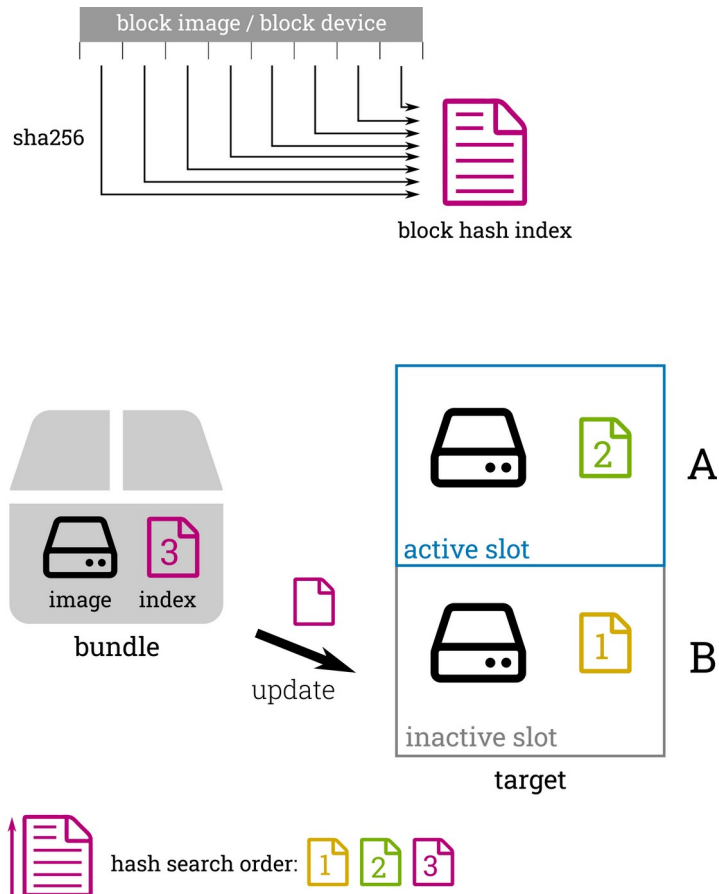 block image / block device
sha256
block hash index
2
A
active slot
3
image index
bundle
update
1
B
inactive slot
target
hash search order: 1 2 3